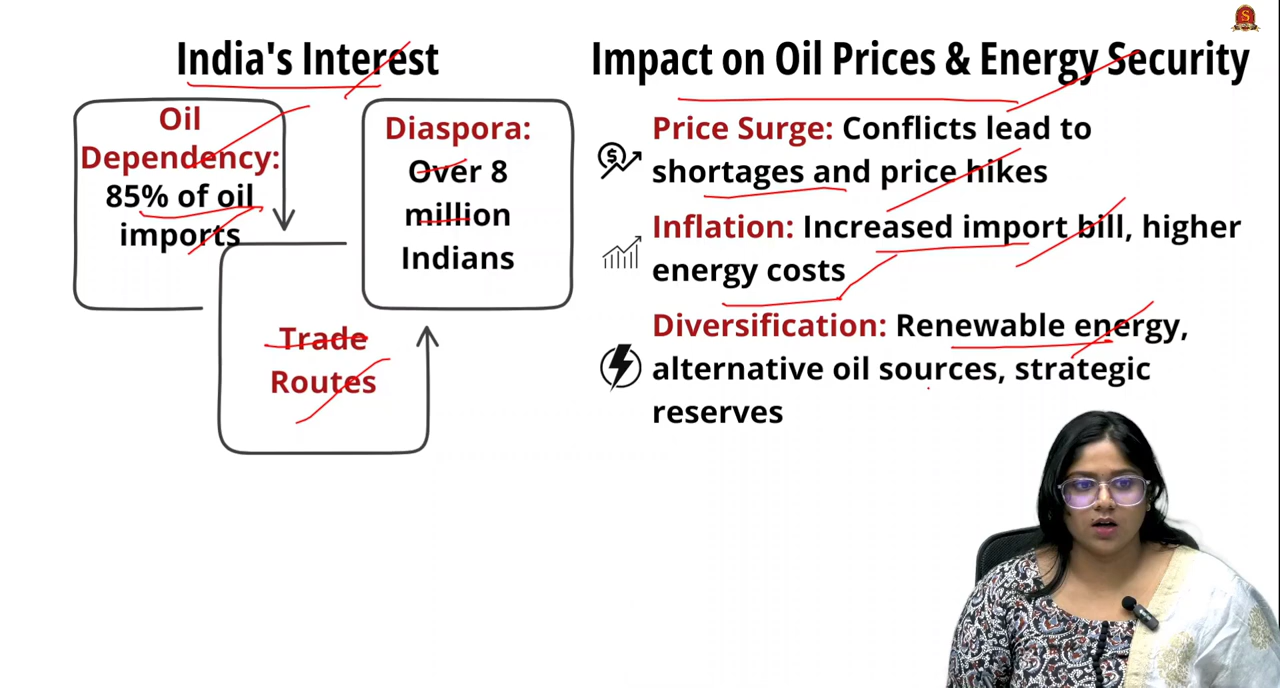 India's Interest
Oil
Dependency:
85% of oil
imports
Diaspora:
Over 8
million
Indians
Trade
Routes
Impact on Oil Prices & Energy Security
Price Surge: Conflicts lead to
shortages and price hikes
Inflation: Increased import bill, higher
energy costs
Diversification: Renewable energy,
alternative oil sources, strategic
reserves